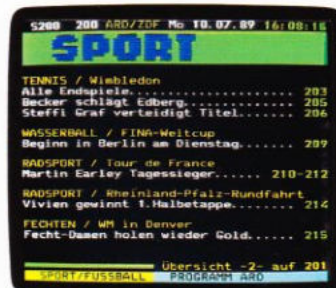 S200 200 ARD/ZDF Mo 10.07.89 16:08:16
SPORT
TENNIS / Wimbledon
Alle Endspiele.................. 203
Becker schlägt Edberg........... 205
Steffi Graf verteidigt Titel.... 206
WASSERBALL / FINA-Weltcup
Beginn in Berlin am Dienstag.... 209
RADSPORT / Tour de France
Martin Earley Tagessieger... 210-212
RADSPORT / Rheinland-Pfalz-Rundfahrt
Vivien gewinnt 1.Halbetappe..... 214
FECHTEN / WM in Denver
Fecht-Damen holen wieder Gold... 215
Übersicht -2- auf 201
SPORT/FUSSBALL PROGRAMM ARD